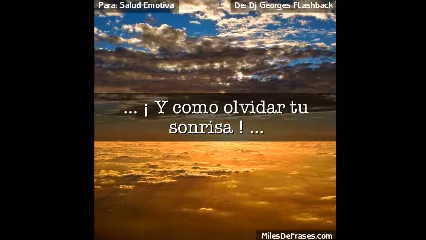 Para: Salud Emotiva
De: Dj Georges FLashback
... ¡ Y como olvidar tu
sonrisa ! ...
MilesDeFrases.com